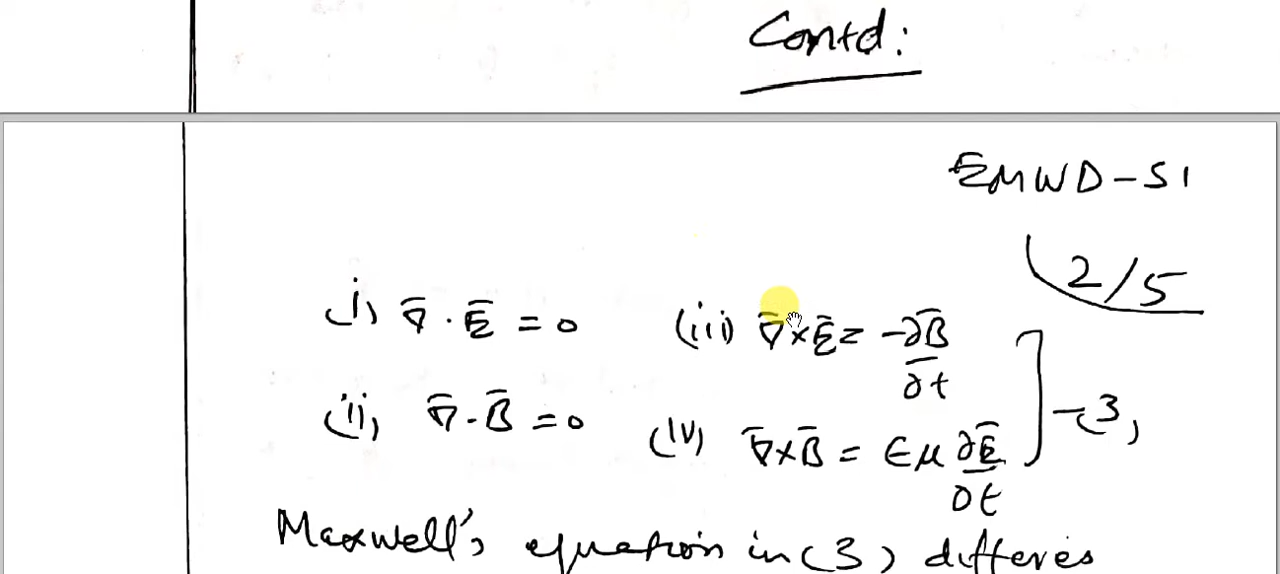 Contd:
EMWD-S1
2/5
(i) ∇̅ . E̅ = 0 (iii) ∇̅×E̅ = -∂B̅/∂t
(ii) ∇̅ . B̅ = 0 (iv) ∇̅×B̅ = ϵμ ∂E̅/∂t ] -(3)
Maxwell's equation in (3) differes